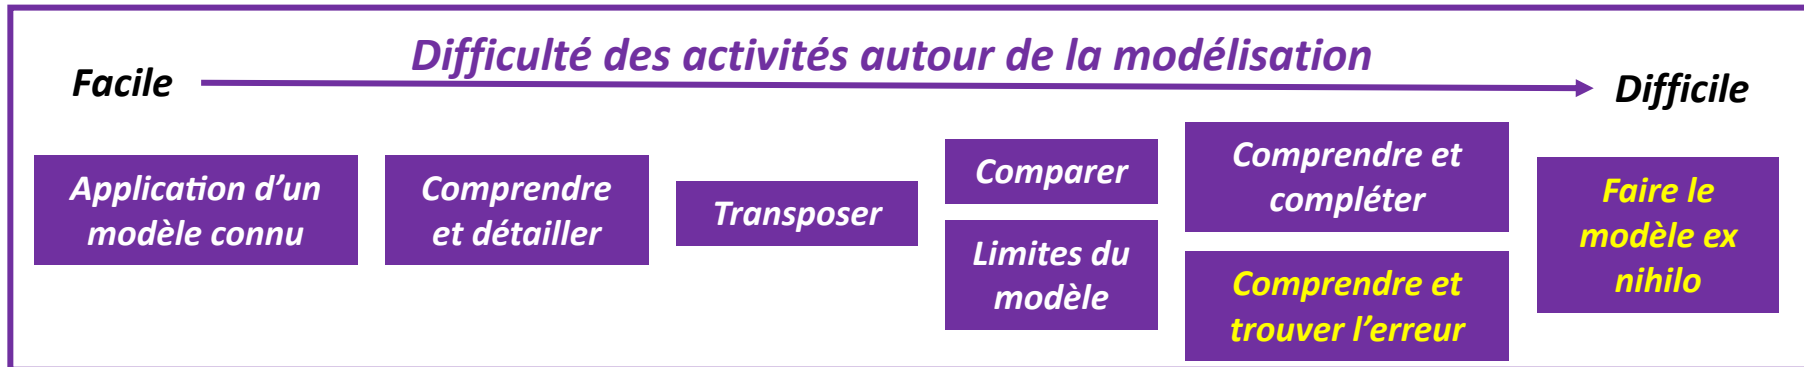 Difficulté des activités autour de la modélisation
Facile
Difficile
Application d’un
modèle connu
Comprendre
et détailler
Transposer
Comparer
Limites du
modèle
Comprendre et
compléter
Comprendre et
trouver l’erreur
Faire le
modèle ex
nihilo